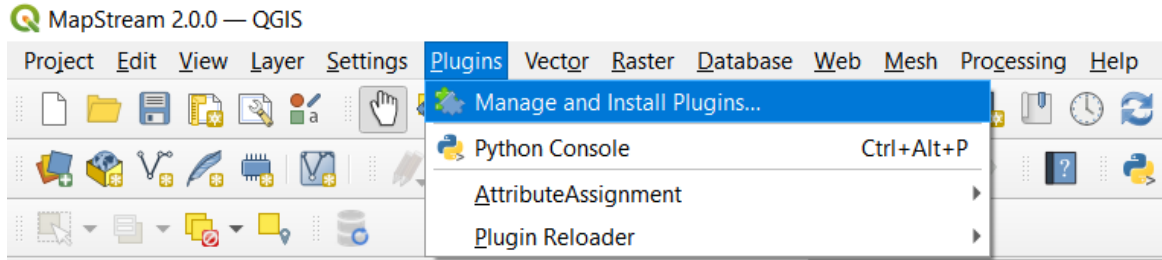 MapStream 2.0.0 — QGIS
Project Edit View Layer Settings Plugins Vector Raster Database Web Mesh Processing Help
a
Manage and Install Plugins...
Python Console Ctrl+Alt+P
?
AttributeAssignment
Plugin Reloader